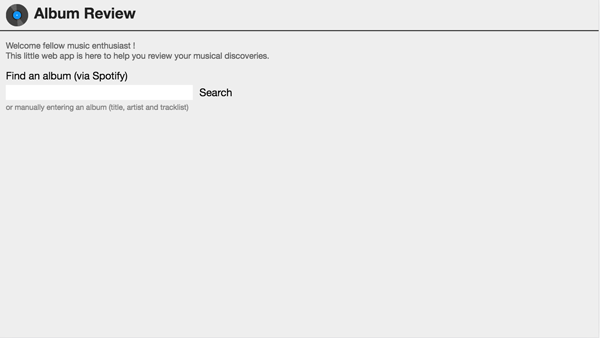 Album Review
Welcome fellow music enthusiast !
This little web app is here to help you review your musical discoveries.
Find an album (via Spotify)
Search
or manually entering an album (title, artist and tracklist)